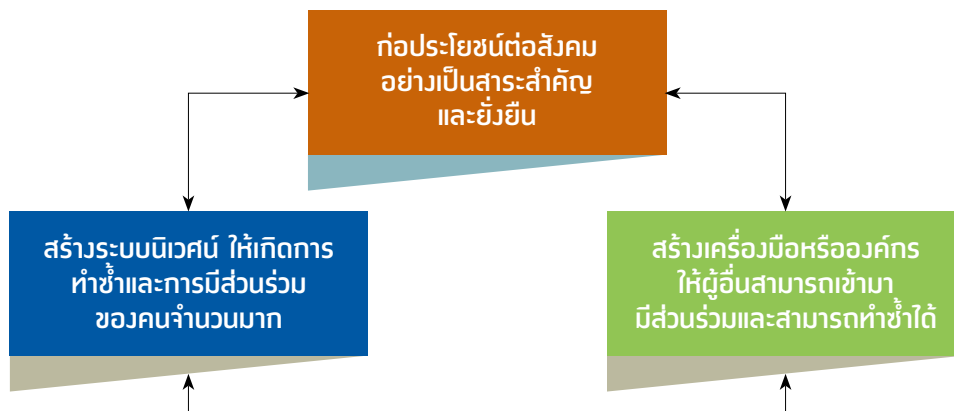 ก่อประโยชน์ต่อสังคม
อย่างเป็นสาระสำคัญ
และยั่งยืน
สร้างระบบนิเวศน์ ให้เกิดการ
ทำซ้ำและการมีส่วนร่วม
ของคนจำนวนมาก
สร้างเครื่องมือหรือองค์กร
ให้ผู้อื่นสามารถเข้ามา
มีส่วนร่วมและสามารถทำซ้ำได้